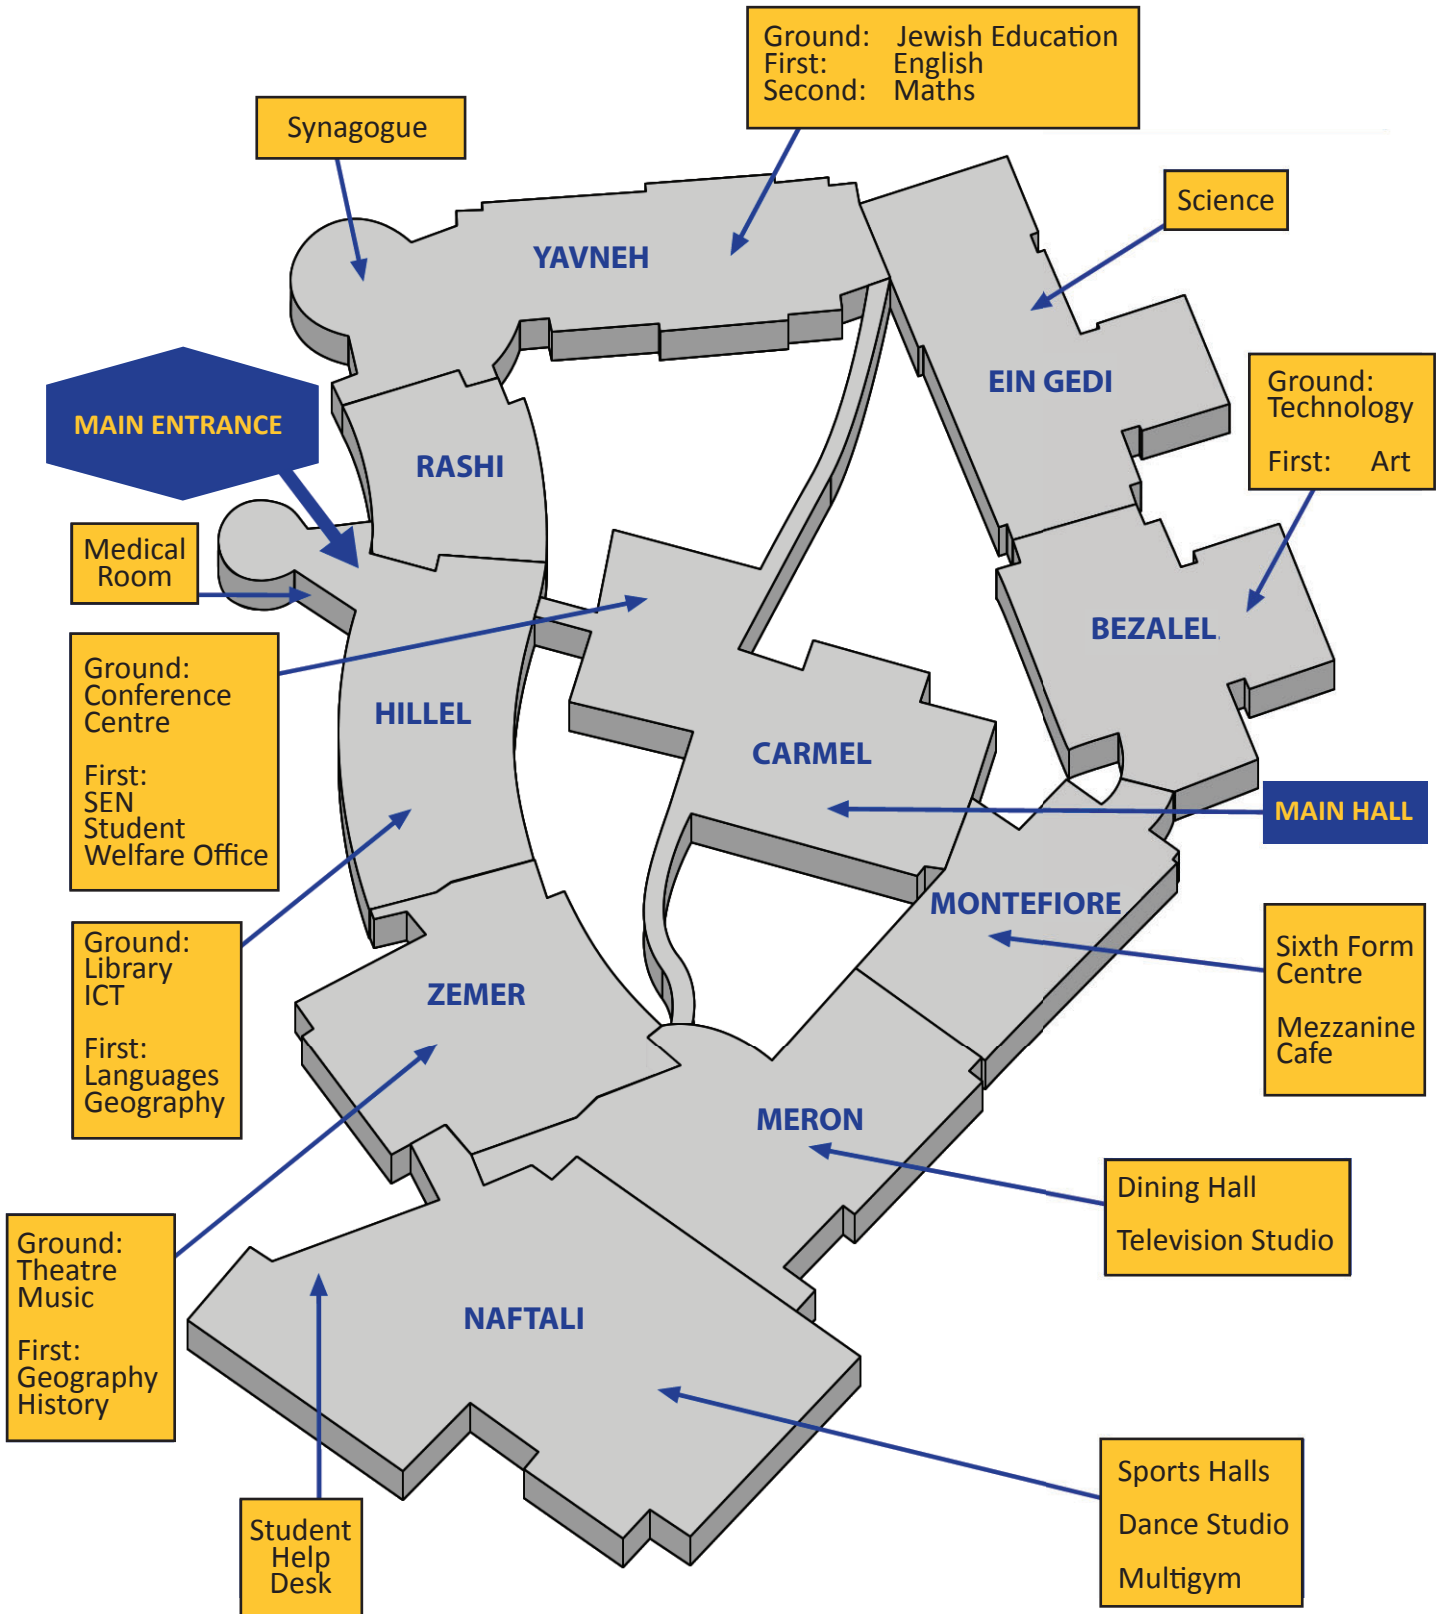 Ground: Jewish Education
First: English
Second: Maths
Synagogue
Science
YAVNEH
EIN GEDI
Ground:
Technology
First: Art
MAIN ENTRANCE
RASHI
Medical
Room
BEZALEL
Ground:
Conference
Centre
First:
SEN
Student
Welfare Office
HILLEL
CARMEL
MAIN HALL
MONTEFIORE
Ground:
Library
ICT
First:
Languages
Geography
ZEMER
Sixth Form
Centre
Mezzanine
Cafe
MERON
Dining Hall
Television Studio
Ground:
Theatre
Music
First:
Geography
History
NAFTALI
Sports Halls
Dance Studio
Multigym
Student
Help
Desk